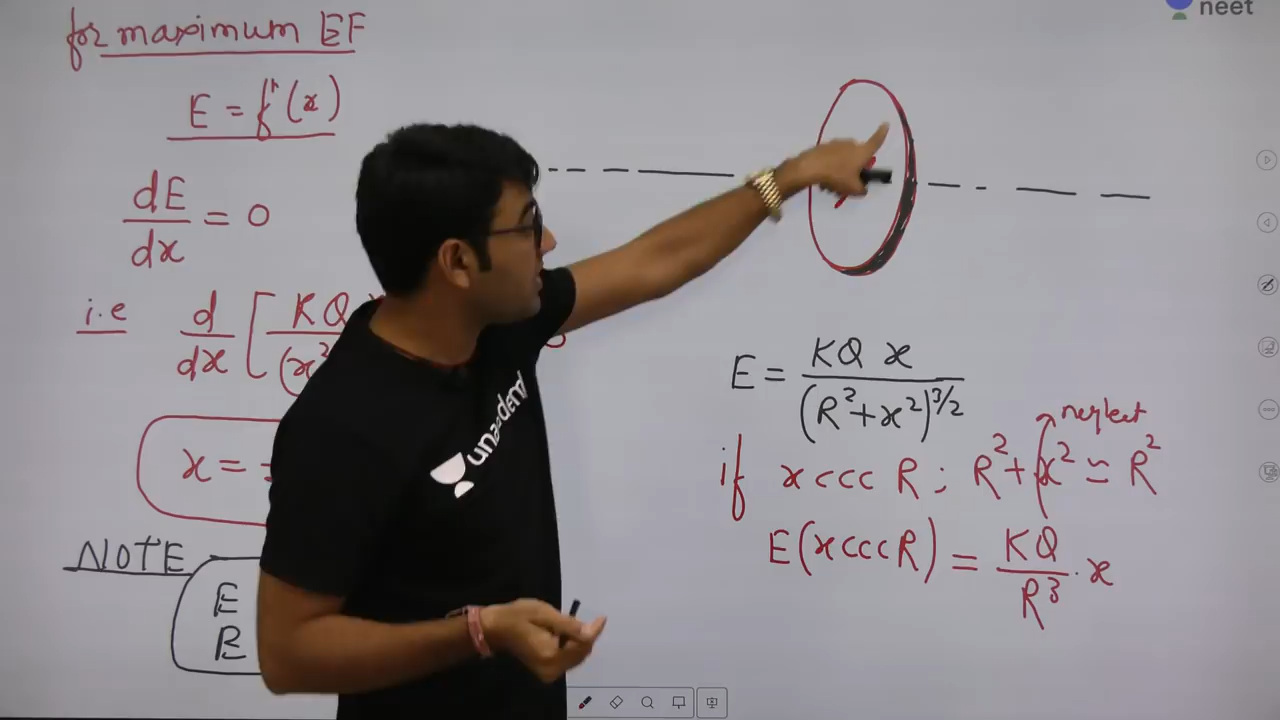 for maximum EF
E = f(x)
dE/dx = 0
i.e d/dx [ KQ
(x²
x =
NOTE
E
E
neet
unacademy
E = KQ x / (R²+x²)^3/2
neglect
if x <<< R ; R² + x² ≃ R²
E(x <<< R) = KQ/R³ . x